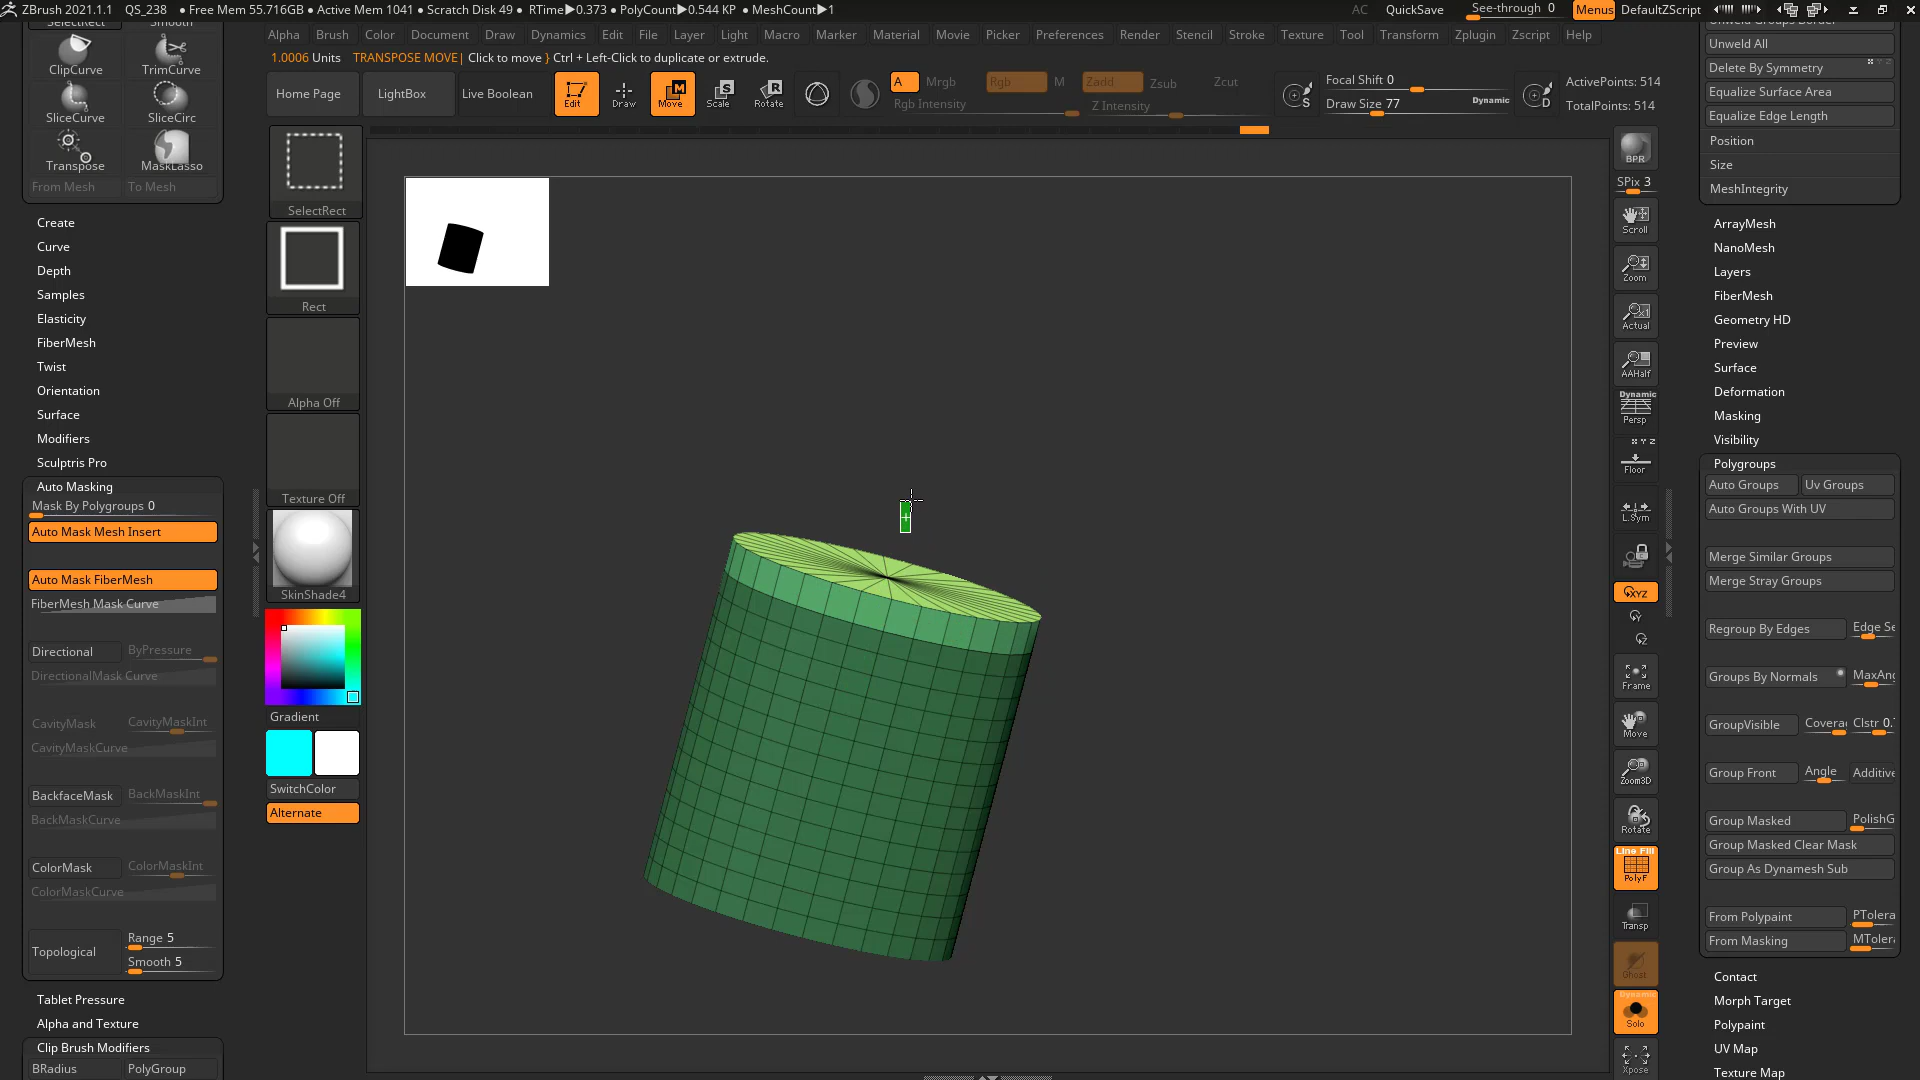 ZBrush 2021.1.1 QS_238 • Free Mem 55.716GB • Active Mem 1041 • Scratch Disk 49 • RTime▶0.373 • PolyCount▶0.544 KP • MeshCount▶1 AC QuickSave See-through 0 Menus DefaultZScript
Alpha Brush Color Document Draw Dynamics Edit File Layer Light Macro Marker Material Movie Picker Preferences Render Stencil Stroke Texture Tool Transform Zplugin Zscript Help
1.0006 Units TRANSPOSE MOVE| Click to move } Ctrl + Left-Click to duplicate or extrude.
Home Page LightBox Live Boolean Edit Draw Move Scale Rotate A Mrgb Rgb M Zadd Zsub Zcut Focal Shift 0 ActivePoints: 514
Rgb Intensity Z Intensity Draw Size 77 Dynamic TotalPoints: 514
ClipCurve TrimCurve
SliceCurve SliceCirc
Transpose MaskLasso
From Mesh To Mesh
Create
Curve
Depth
Samples
Elasticity
FiberMesh
Twist
Orientation
Surface
Modifiers
Sculptris Pro
Auto Masking
Mask By Polygroups 0
Auto Mask Mesh Insert
Auto Mask FiberMesh
FiberMesh Mask Curve
Directional ByPressure
DirectionalMask Curve
CavityMask CavityMaskInt
CavityMaskCurve
BackfaceMask BackMaskInt
BackMaskCurve
ColorMask ColorMaskInt
ColorMaskCurve
Topological Range 5
Smooth 5
Tablet Pressure
Alpha and Texture
Clip Brush Modifiers
BRadius PolyGroup
SelectRect
Rect
Alpha Off
Texture Off
SkinShade4
Gradient
SwitchColor
Alternate
BPR
SPix 3
Scroll
Zoom
Actual
AAHalf
Dynamic
Persp
X Y Z
Floor
L.Sym
XYZ
Y
Z
Frame
Move
Zoom3D
Rotate
Line Fill
PolyF
Transp
Ghost
Dynamic
Solo
Xpose
Unweld Groups Border
Unweld All
Delete By Symmetry
Equalize Surface Area
Equalize Edge Length
Position
Size
MeshIntegrity
ArrayMesh
NanoMesh
Layers
FiberMesh
Geometry HD
Preview
Surface
Deformation
Masking
Visibility
Polygroups
Auto Groups Uv Groups
Auto Groups With UV
Merge Similar Groups
Merge Stray Groups
Regroup By Edges Edge Se
Groups By Normals MaxAng
GroupVisible Covera Clstr 0.
Group Front Angle Additive
Group Masked PolishG
Group Masked Clear Mask
Group As Dynamesh Sub
From Polypaint PTolera
From Masking MTolera
Contact
Morph Target
Polypaint
UV Map
Texture Map